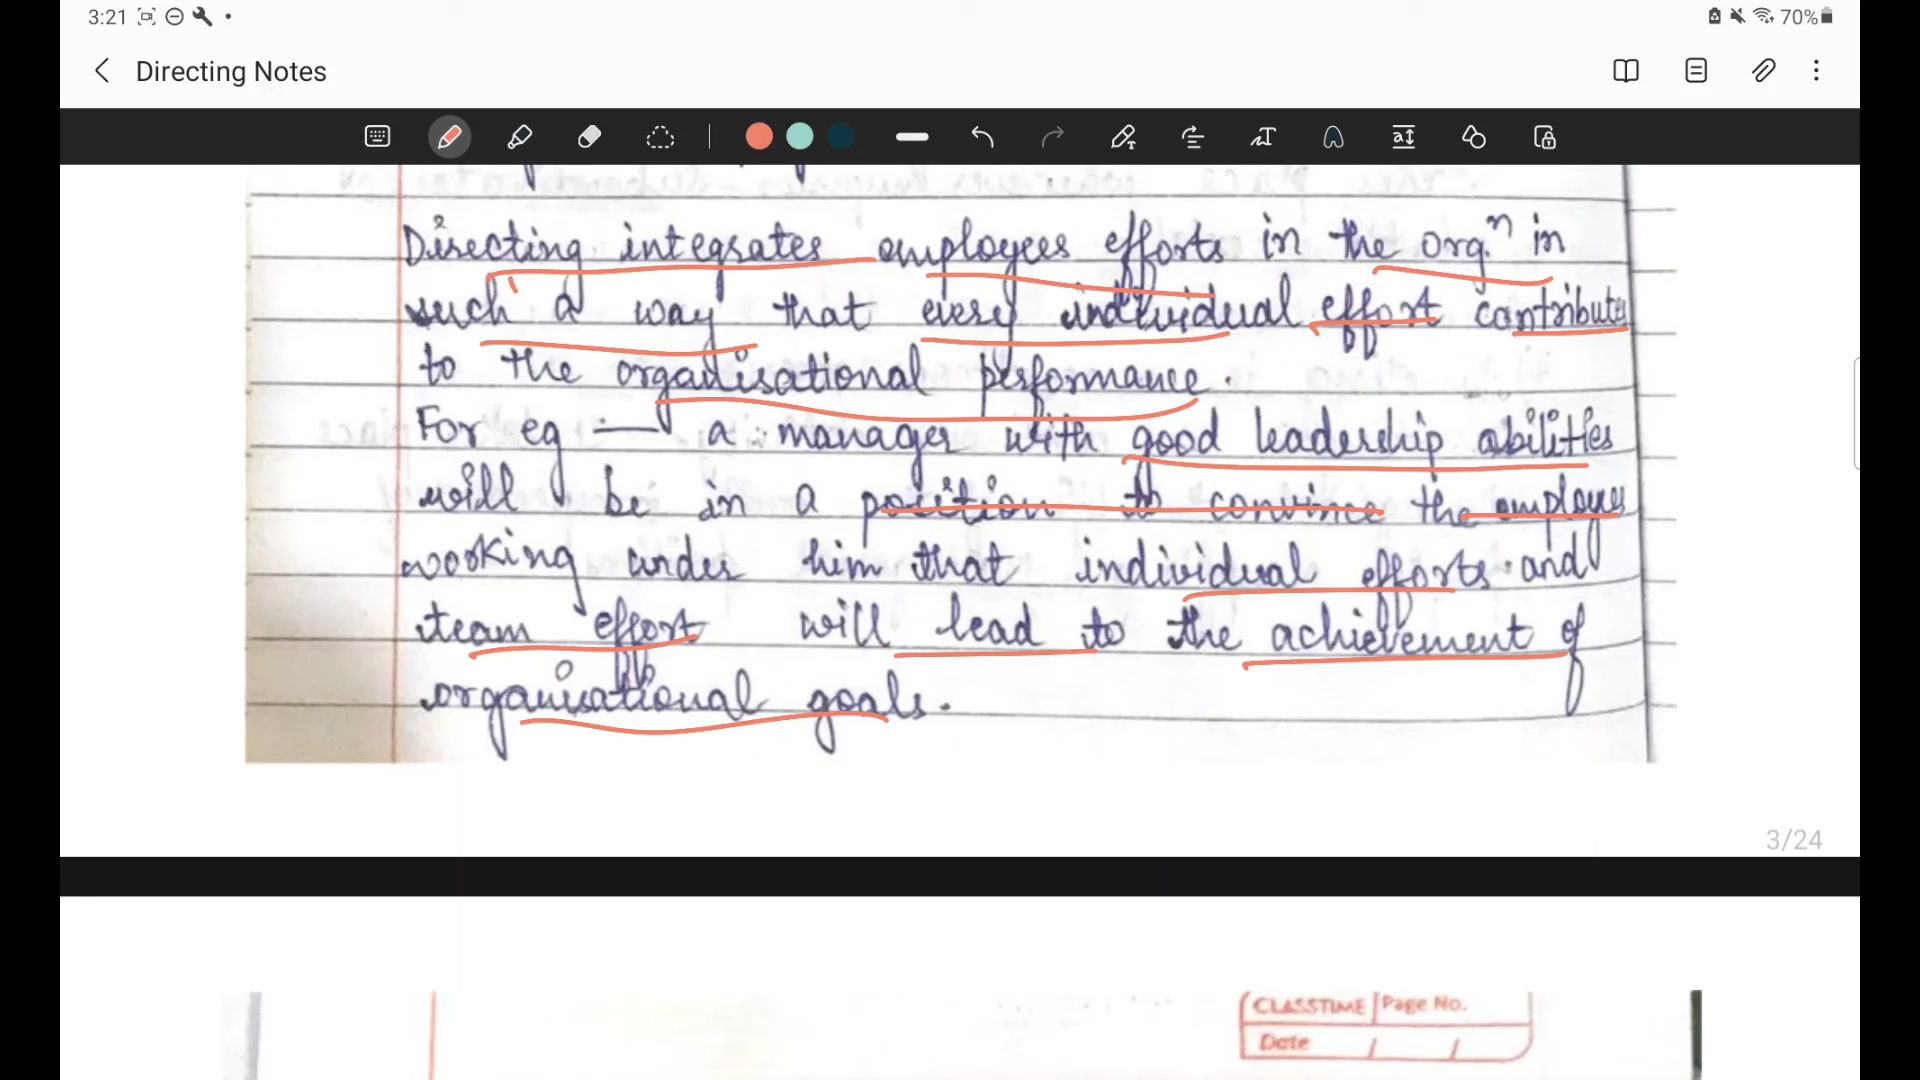 3:21
70%
Directing Notes
Directing integrates employees efforts in the orgⁿ in
such a way that every individual effort contributes
to the organisational performance.
For eg — a manager with good leadership abilities
will be in a position to convince the employees
working under him that individual efforts and
team effort will lead to the achievement of
organisational goals.
3/24
CLASSTIME Page No.
Date / /